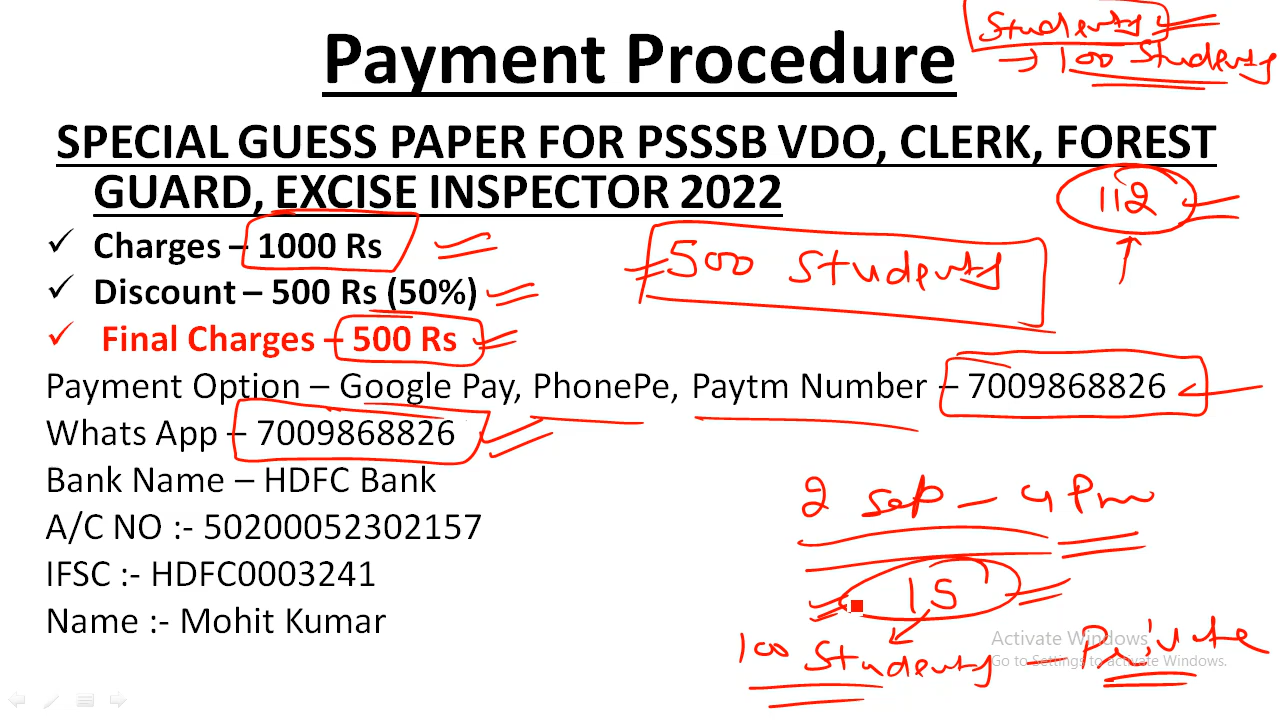 Students
→ 100 Students
Payment Procedure
SPECIAL GUESS PAPER FOR PSSSB VDO, CLERK, FOREST
GUARD, EXCISE INSPECTOR 2022
112
✓ Charges – 1000 Rs
500 Students
✓ Discount – 500 Rs (50%)
✓ Final Charges – 500 Rs
Payment Option – Google Pay, PhonePe, Paytm Number – 7009868826
Whats App – 7009868826
Bank Name – HDFC Bank
2 Sep – 4 Pm
A/C NO :- 50200052302157
IFSC :- HDFC0003241
15
Name :- Mohit Kumar
100 Students – Private
Activate Windows
Go to Settings to activate Windows.